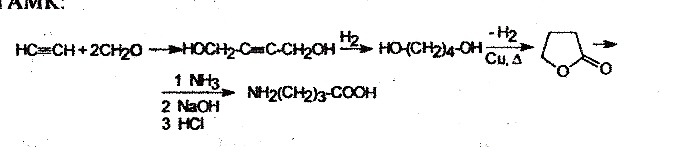 ГАМК:
HC≡CH + 2CH2O → HOCH2-C≡C-CH2OH H2 → HO-(CH2)4-OH - H2 Cu, Δ → O O →
1 NH3
2 NaOH → NH2(CH2)3-COOH
3 HCl